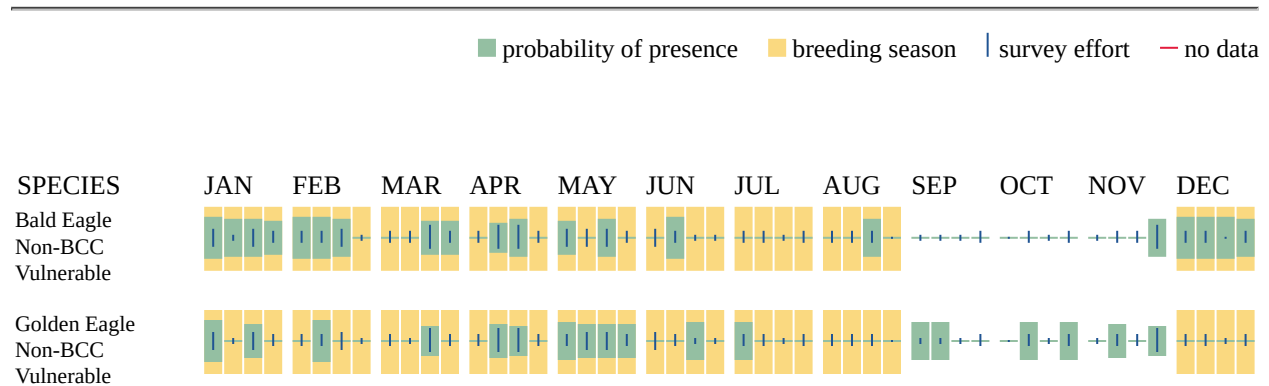 probability of presence breeding season survey effort no data
SPECIES JAN FEB MAR APR MAY JUN JUL AUG SEP OCT NOV DEC
Bald Eagle
Non-BCC
Vulnerable
Golden Eagle
Non-BCC
Vulnerable